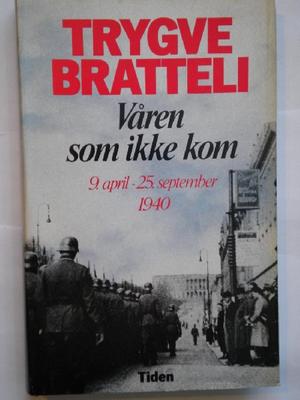 TRYGVE
BRATTELI
Våren
som ikke kom
9. april - 25. september
1940
Tiden